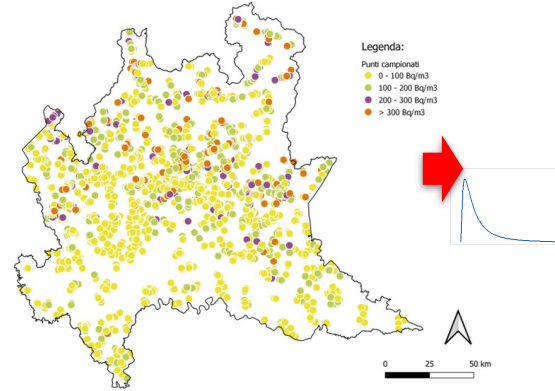 Legenda:
Punti campionati
0 - 100 Bq/m3
100 - 200 Bq/m3
200 - 300 Bq/m3
> 300 Bq/m3
0 25 50 km